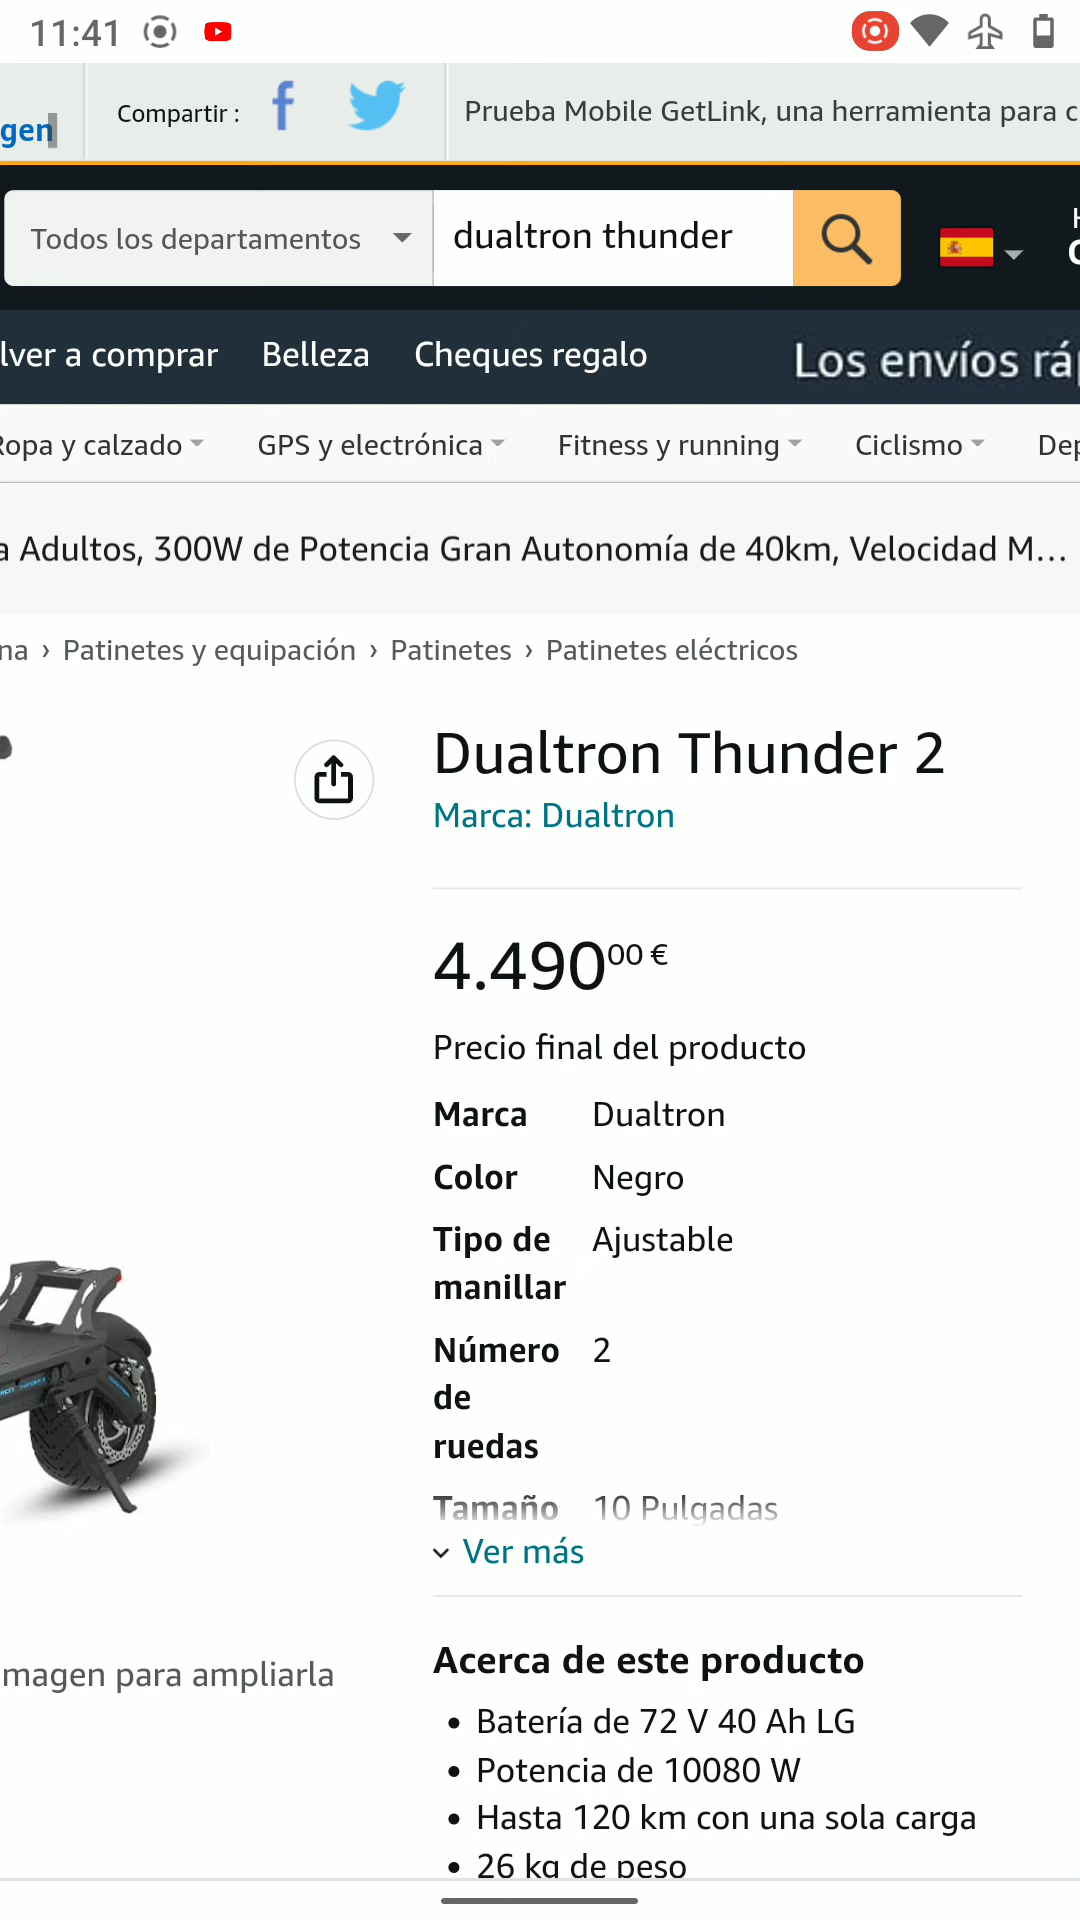 11:41
gen
Compartir :
Prueba Mobile GetLink, una herramienta para c
Todos los departamentos
dualtron thunder
lver a comprar Belleza Cheques regalo
Los envíos ráp
Ropa y calzado GPS y electrónica Fitness y running Ciclismo Dep
a Adultos, 300W de Potencia Gran Autonomía de 40km, Velocidad M...
na › Patinetes y equipación › Patinetes › Patinetes eléctricos
Dualtron Thunder 2
Marca: Dualtron
4.49000 €
Precio final del producto
Marca Dualtron
Color Negro
Tipo de Ajustable
manillar
Número 2
de
ruedas
Tamaño 10 Pulgadas
Ver más
magen para ampliarla
Acerca de este producto
• Batería de 72 V 40 Ah LG
• Potencia de 10080 W
• Hasta 120 km con una sola carga
• 26 kg de peso